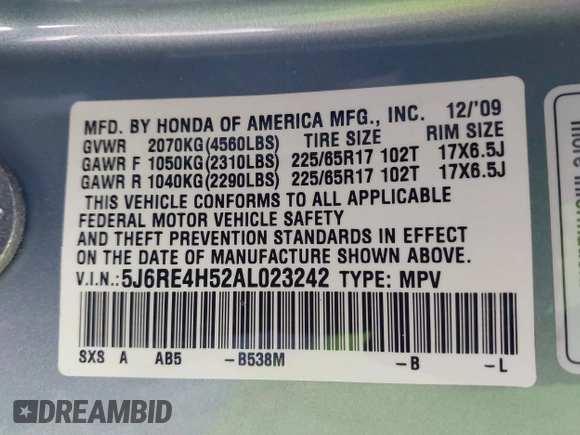 MFD. BY HONDA OF AMERICA MFG., INC. 12/'09
GVWR 2070KG(4560LBS) TIRE SIZE RIM SIZE
GAWR F 1050KG(2310LBS) 225/65R17 102T 17X6.5J
GAWR R 1040KG(2290LBS) 225/65R17 102T 17X6.5J
THIS VEHICLE CONFORMS TO ALL APPLICABLE
FEDERAL MOTOR VEHICLE SAFETY
AND THEFT PREVENTION STANDARDS IN EFFECT
ON THE DATE OF MANUFACTURE SHOWN ABOVE.
V.I.N.:5J6RE4H52AL023242 TYPE: MPV
SXS A AB5 -B538M -B -L
DREAMBID